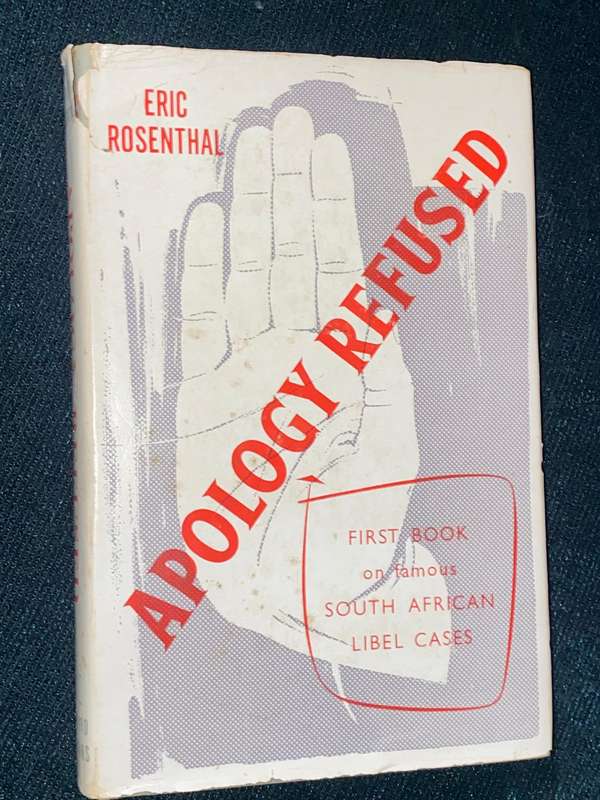 ERIC
ROSENTHAL
APOLOGY REFUSED
FIRST BOOK
on famous
SOUTH AFRICAN
LIBEL CASES